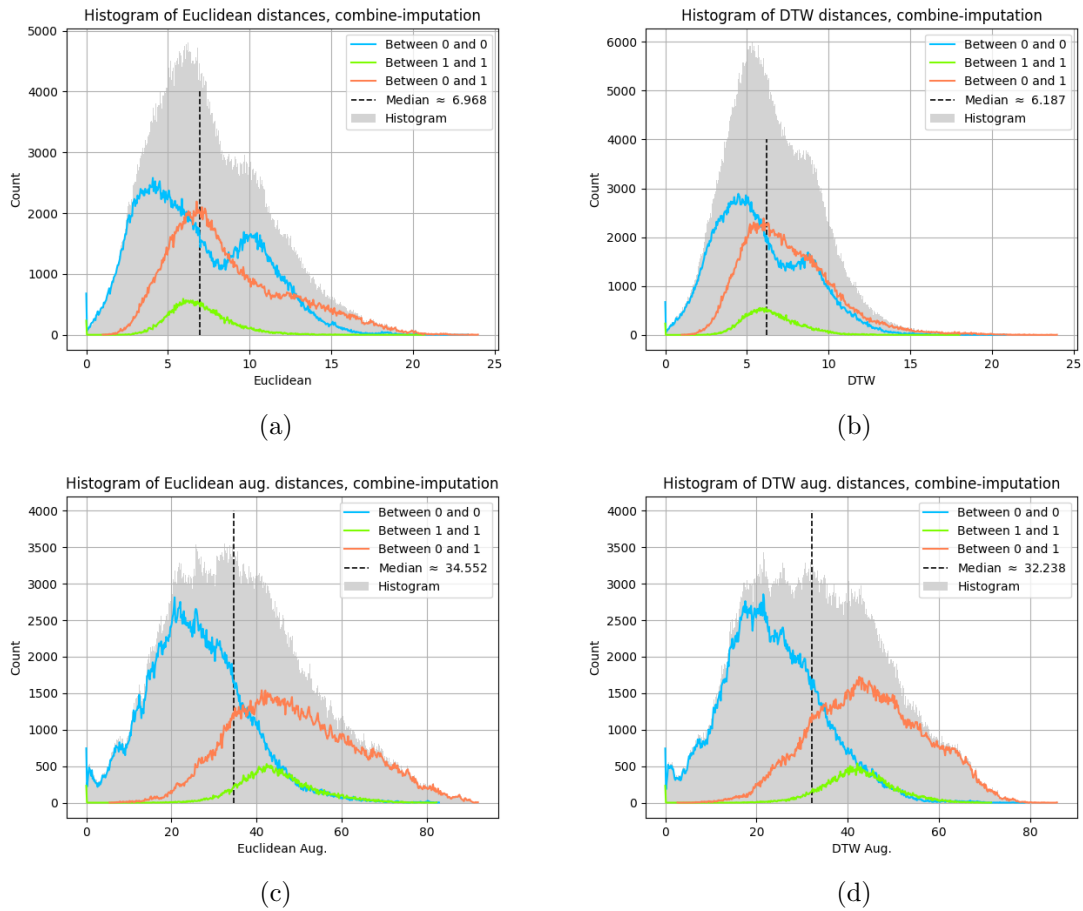 Histogram of Euclidean distances, combine-imputation
5000
4000
3000
2000
1000
0
Count
Between 0 and 0
Between 1 and 1
Between 0 and 1
Median ≈ 6.968
Histogram
0 5 10 15 20 25
Euclidean
(a)
Histogram of DTW distances, combine-imputation
6000
5000
4000
3000
2000
1000
0
Count
Between 0 and 0
Between 1 and 1
Between 0 and 1
Median ≈ 6.187
Histogram
0 5 10 15 20 25
DTW
(b)
Histogram of Euclidean aug. distances, combine-imputation
4000
3500
3000
2500
2000
1500
1000
500
0
Count
Between 0 and 0
Between 1 and 1
Between 0 and 1
Median ≈ 34.552
Histogram
0 20 40 60 80
Euclidean Aug.
(c)
Histogram of DTW aug. distances, combine-imputation
4000
3500
3000
2500
2000
1500
1000
500
0
Count
Between 0 and 0
Between 1 and 1
Between 0 and 1
Median ≈ 32.238
Histogram
0 20 40 60 80
DTW Aug.
(d)